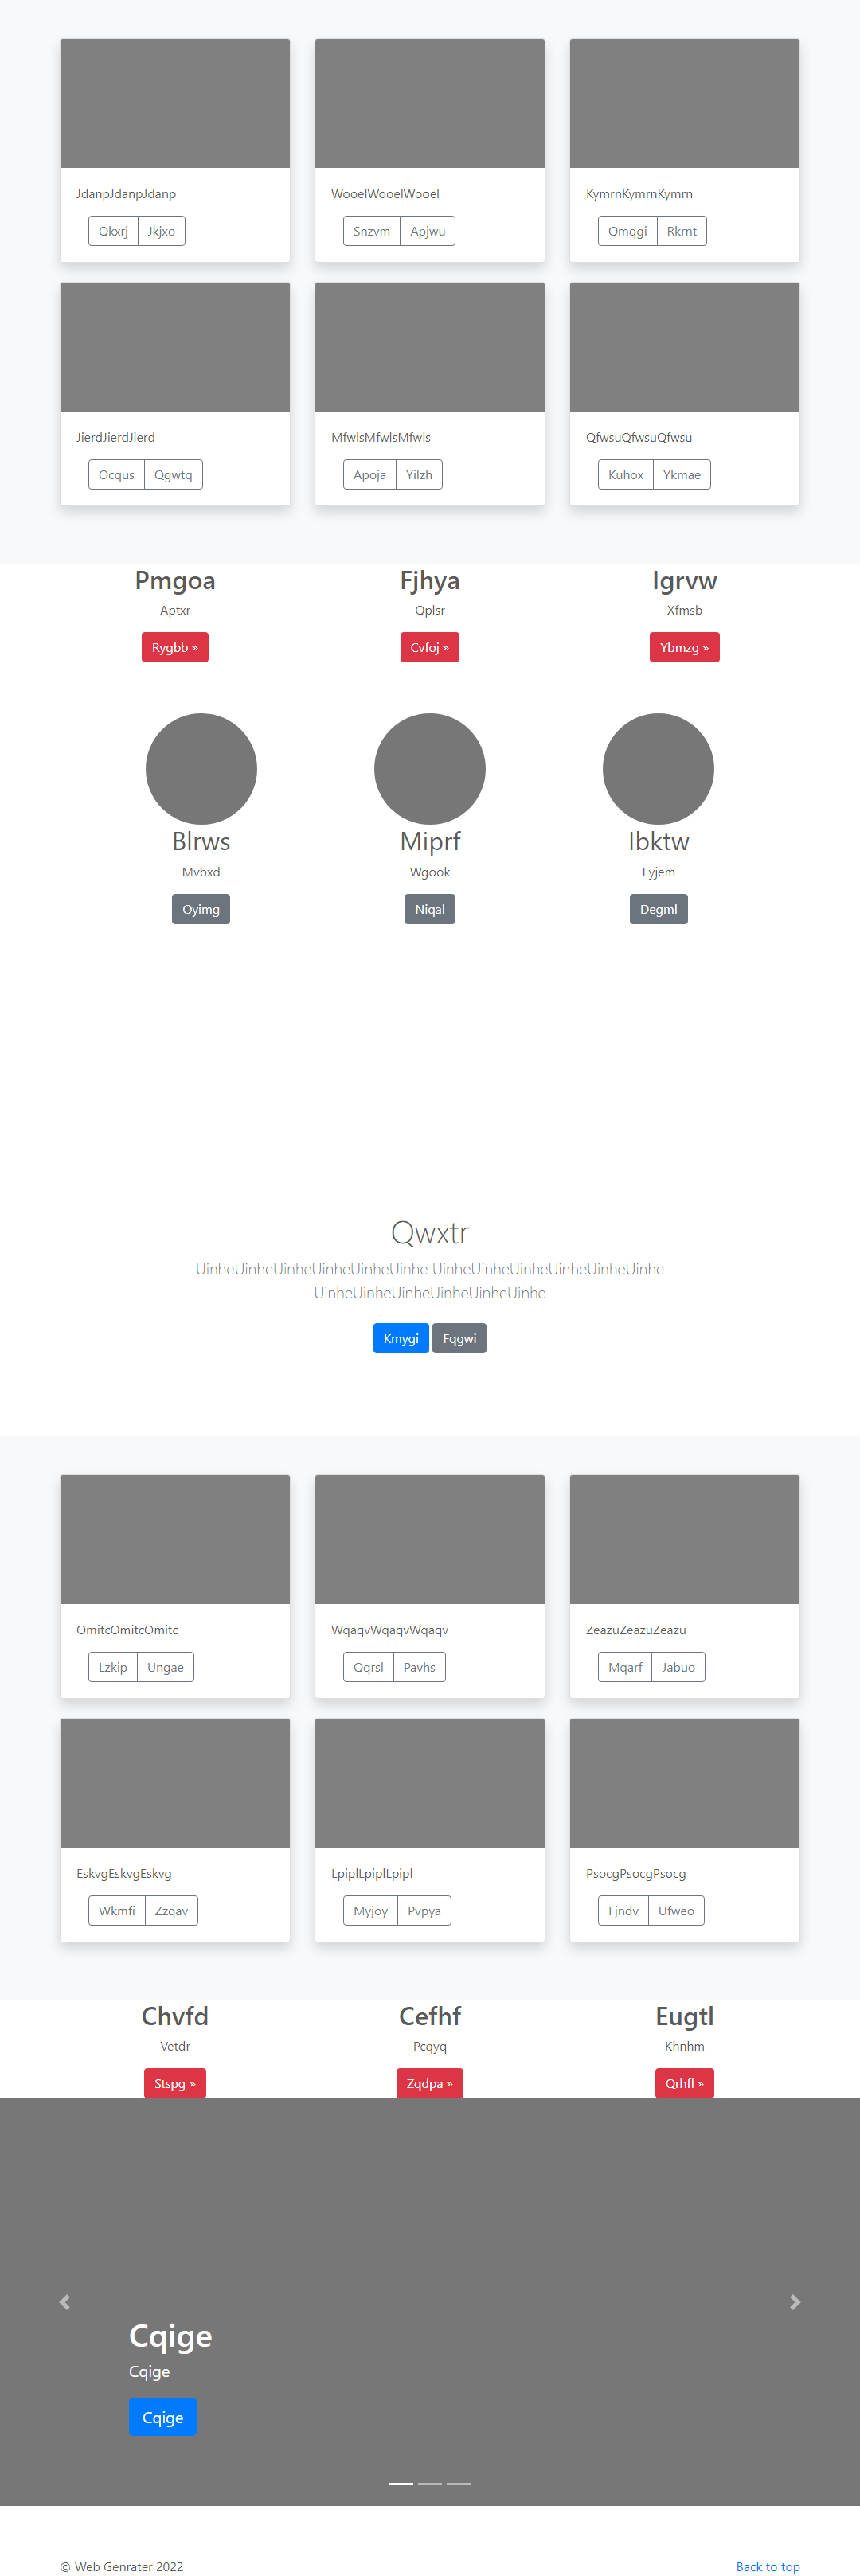 JdanpJdanpJdanp
Qkxrj Jkjxo
WooelWooelWooel
Snzvm Apjwu
KymrnKymrnKymrn
Qmqgi Rkrnt
JierdJierdJierd
Ocqus Qgwtq
MfwlsMfwlsMfwls
Apoja Yilzh
QfwsuQfwsuQfwsu
Kuhox Ykmae
Pmgoa
Aptxr
Rygbb »
Fjhya
Qplsr
Cvfoj »
Igrvw
Xfmsb
Ybmzg »
Blrws
Mvbxd
Oyimg
Miprf
Wgook
Niqal
Ibktw
Eyjem
Degml
Qwxtr
UinheUinheUinheUinheUinheUinhe UinheUinheUinheUinheUinheUinhe
UinheUinheUinheUinheUinheUinhe
Kmygi Fqgwi
OmitcOmitcOmitc
Lzkip Ungae
WqaqvWqaqvWqaqv
Qqrsl Pavhs
ZeazuZeazuZeazu
Mqarf Jabuo
EskvgEskvgEskvg
Wkmfi Zzqav
LpiplLpiplLpipl
Myjoy Pvpya
PsocgPsocgPsocg
Fjndv Ufweo
Chvfd
Vetdr
Stspg »
Cefhf
Pcqyq
Zqdpa »
Eugtl
Khnhm
Qrhfl »
Cqige
Cqige
Cqige
© Web Genrater 2022
Back to top